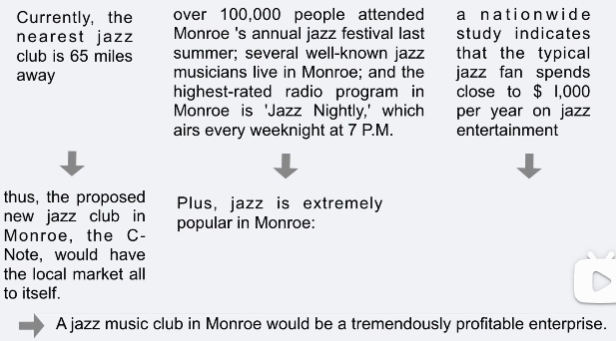 Currently, the
nearest jazz
club is 65 miles
away
over 100,000 people attended
Monroe 's annual jazz festival last
summer; several well-known jazz
musicians live in Monroe; and the
highest-rated radio program in
Monroe is 'Jazz Nightly,' which
airs every weeknight at 7 P.M.
a nationwide
study indicates
that the typical
jazz fan spends
close to $ l,000
per year on jazz
entertainment
thus, the proposed
new jazz club in
Monroe, the C-
Note, would have
the local market all
to itself.
Plus, jazz is extremely
popular in Monroe:
A jazz music club in Monroe would be a tremendously profitable enterprise.